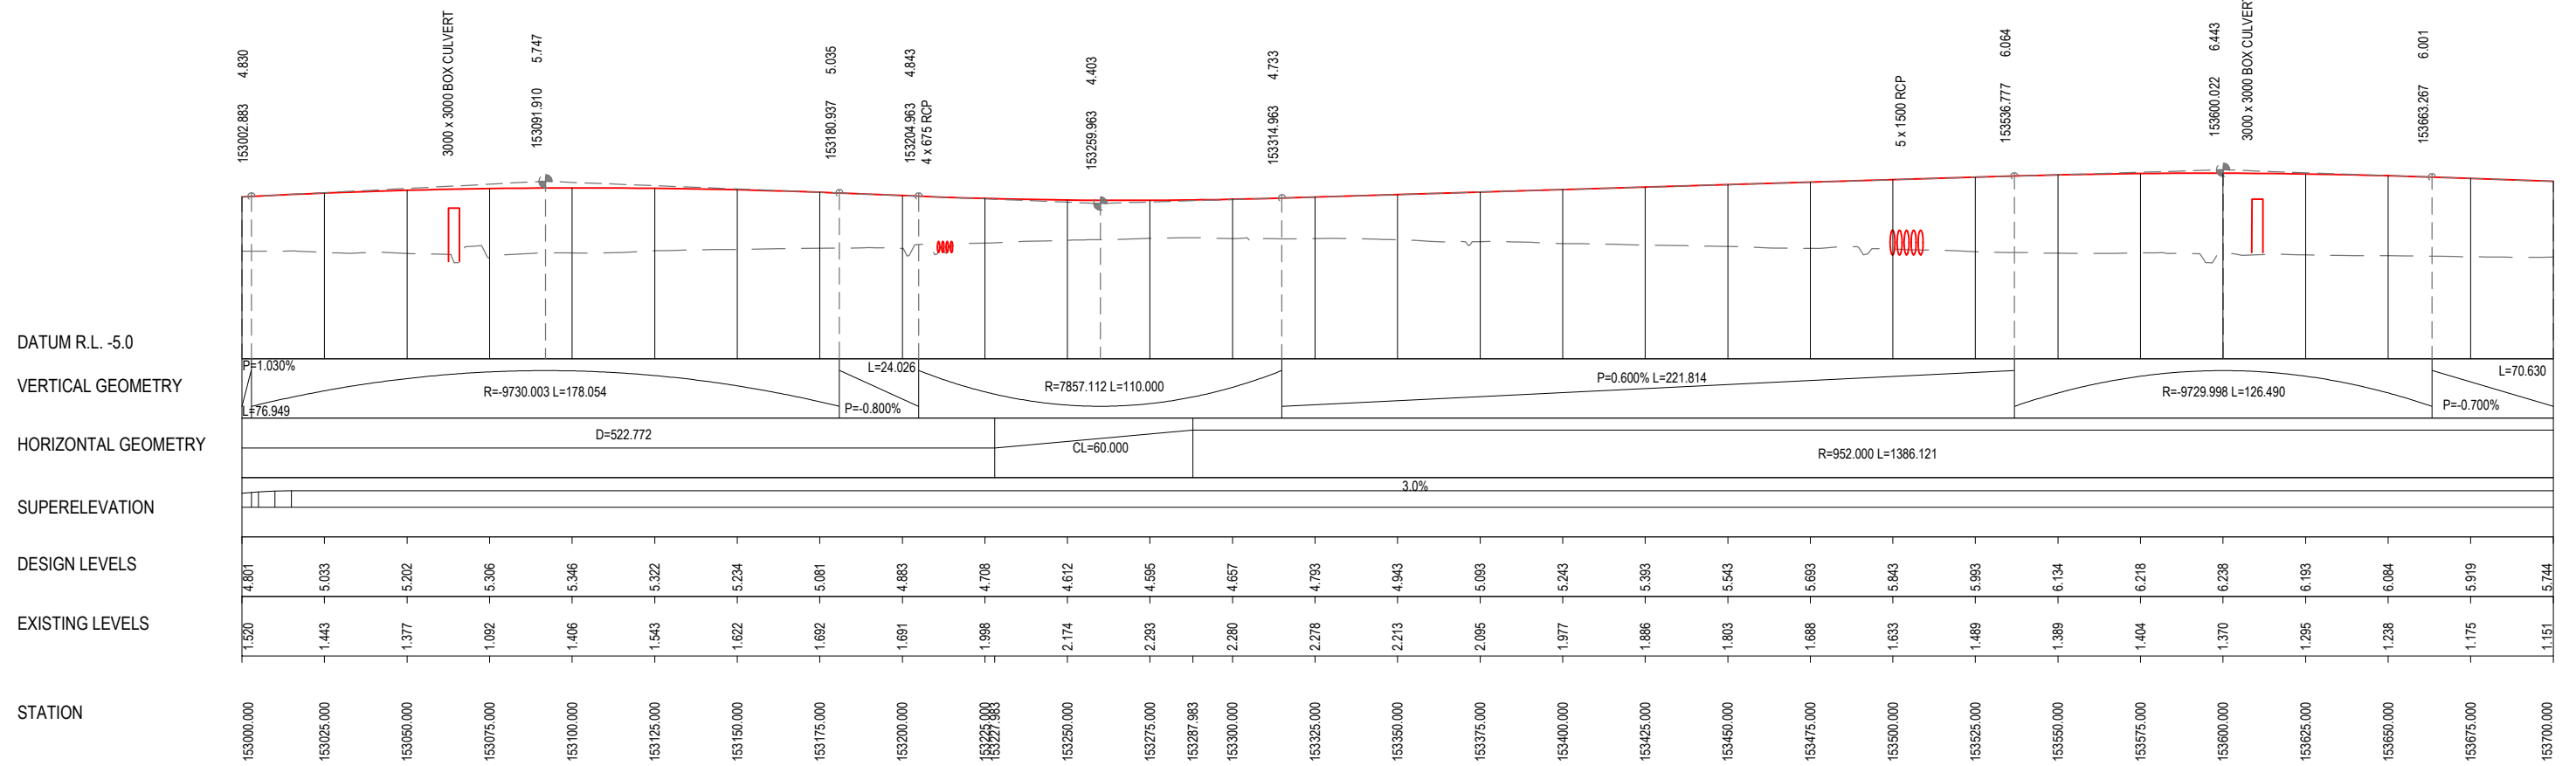 153002.883 4.830
3000 x 3000 BOX CULVERT
153091.910 5.747
153180.937 5.035
153204.963 4.843
4 x 675 RCP
153259.963 4.403
153314.963 4.733
5 x 1500 RCP
153536.777 6.064
153600.022 6.443
3000 x 3000 BOX CULVERT
153663.267 6.001
DATUM R.L. -5.0
VERTICAL GEOMETRY
P=1.030%
L=76.949
R=-9730.003 L=178.054
L=24.026
P=-0.800%
R=7857.112 L=110.000
P=0.600% L=221.814
R=-9729.998 L=126.490
L=70.630
P=-0.700%
HORIZONTAL GEOMETRY
D=522.772
CL=60.000
R=952.000 L=1386.121
SUPERELEVATION
3.0%
DESIGN LEVELS
4.801 5.033 5.202 5.306 5.346 5.322 5.234 5.081 4.883 4.708 4.612 4.595 4.657 4.793 4.943 5.093 5.243 5.393 5.543 5.693 5.843 5.993 6.134 6.218 6.238 6.193 6.084 5.919 5.744
EXISTING LEVELS
1.520 1.443 1.377 1.092 1.406 1.543 1.622 1.692 1.691 1.998 2.174 2.293 2.280 2.278 2.213 2.095 1.977 1.886 1.803 1.688 1.633 1.489 1.389 1.404 1.370 1.295 1.238 1.175 1.151
STATION
153000.000 153025.000 153050.000 153075.000 153100.000 153125.000 153150.000 153175.000 153200.000 153225.000 153227.983 153250.000 153275.000 153287.983 153300.000 153325.000 153350.000 153375.000 153400.000 153425.000 153450.000 153475.000 153500.000 153525.000 153550.000 153575.000 153600.000 153625.000 153650.000 153675.000 153700.000